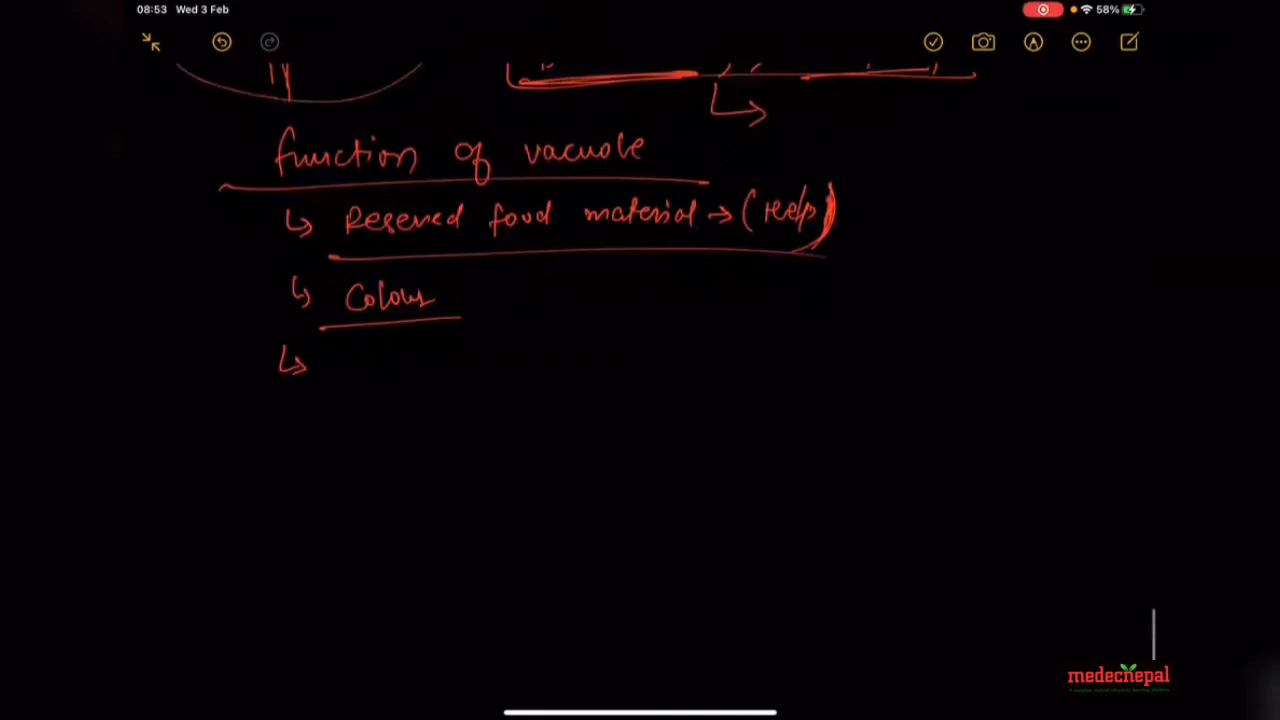 08:53 Wed 3 Feb
58%
function of vacuole
↳ Reserved food material → (Help)
↳ Colour
↳
medecnepal